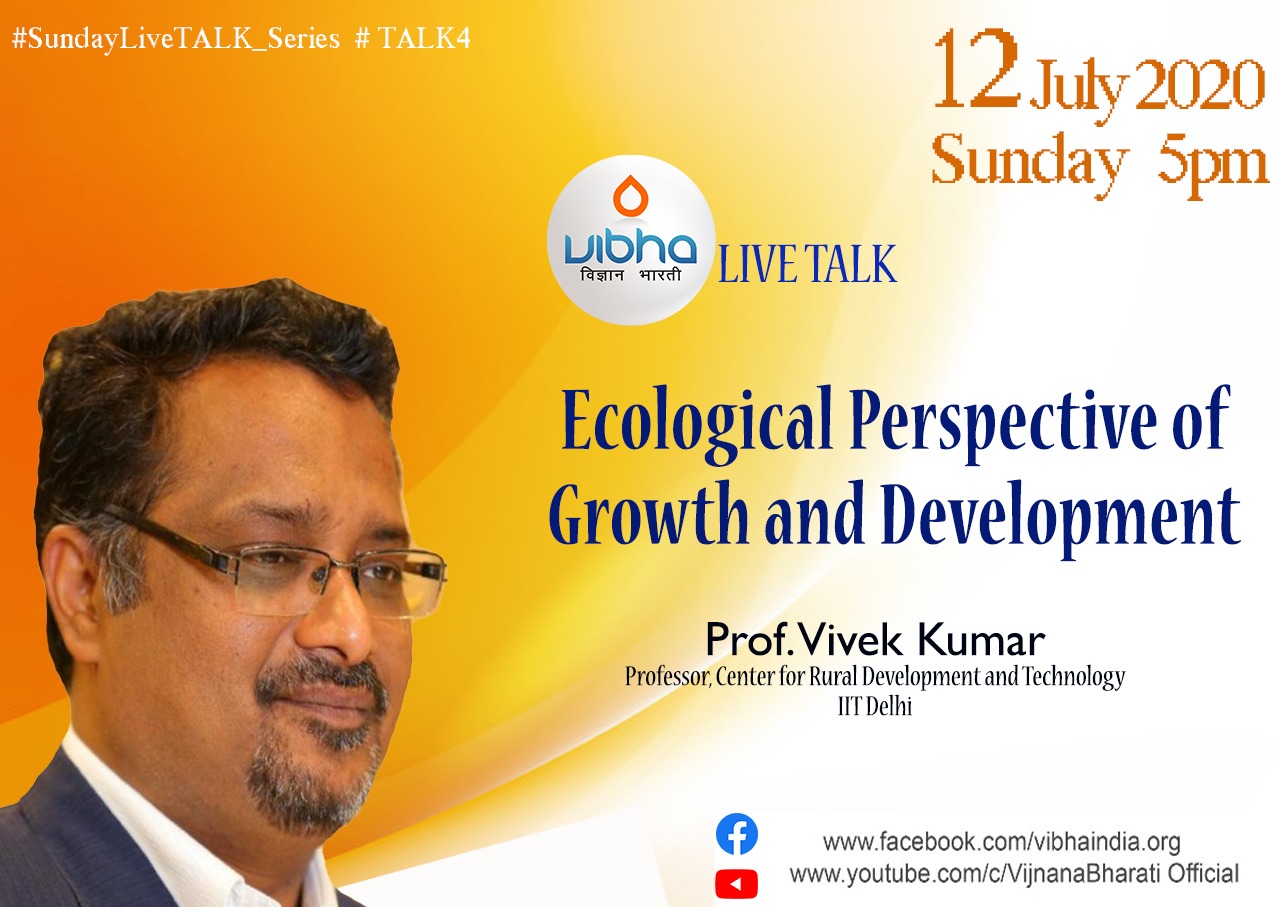 #SundayLiveTALK_Series # TALK4
12 July 2020
Sunday 5pm
vibha
विज्ञान भारती
LIVE TALK
Ecological Perspective of
Growth and Development
Prof. Vivek Kumar
Professor, Center for Rural Development and Technology
IIT Delhi
www.facebook.com/vibhaindia.org
www.youtube.com/c/VijnanaBharati Official